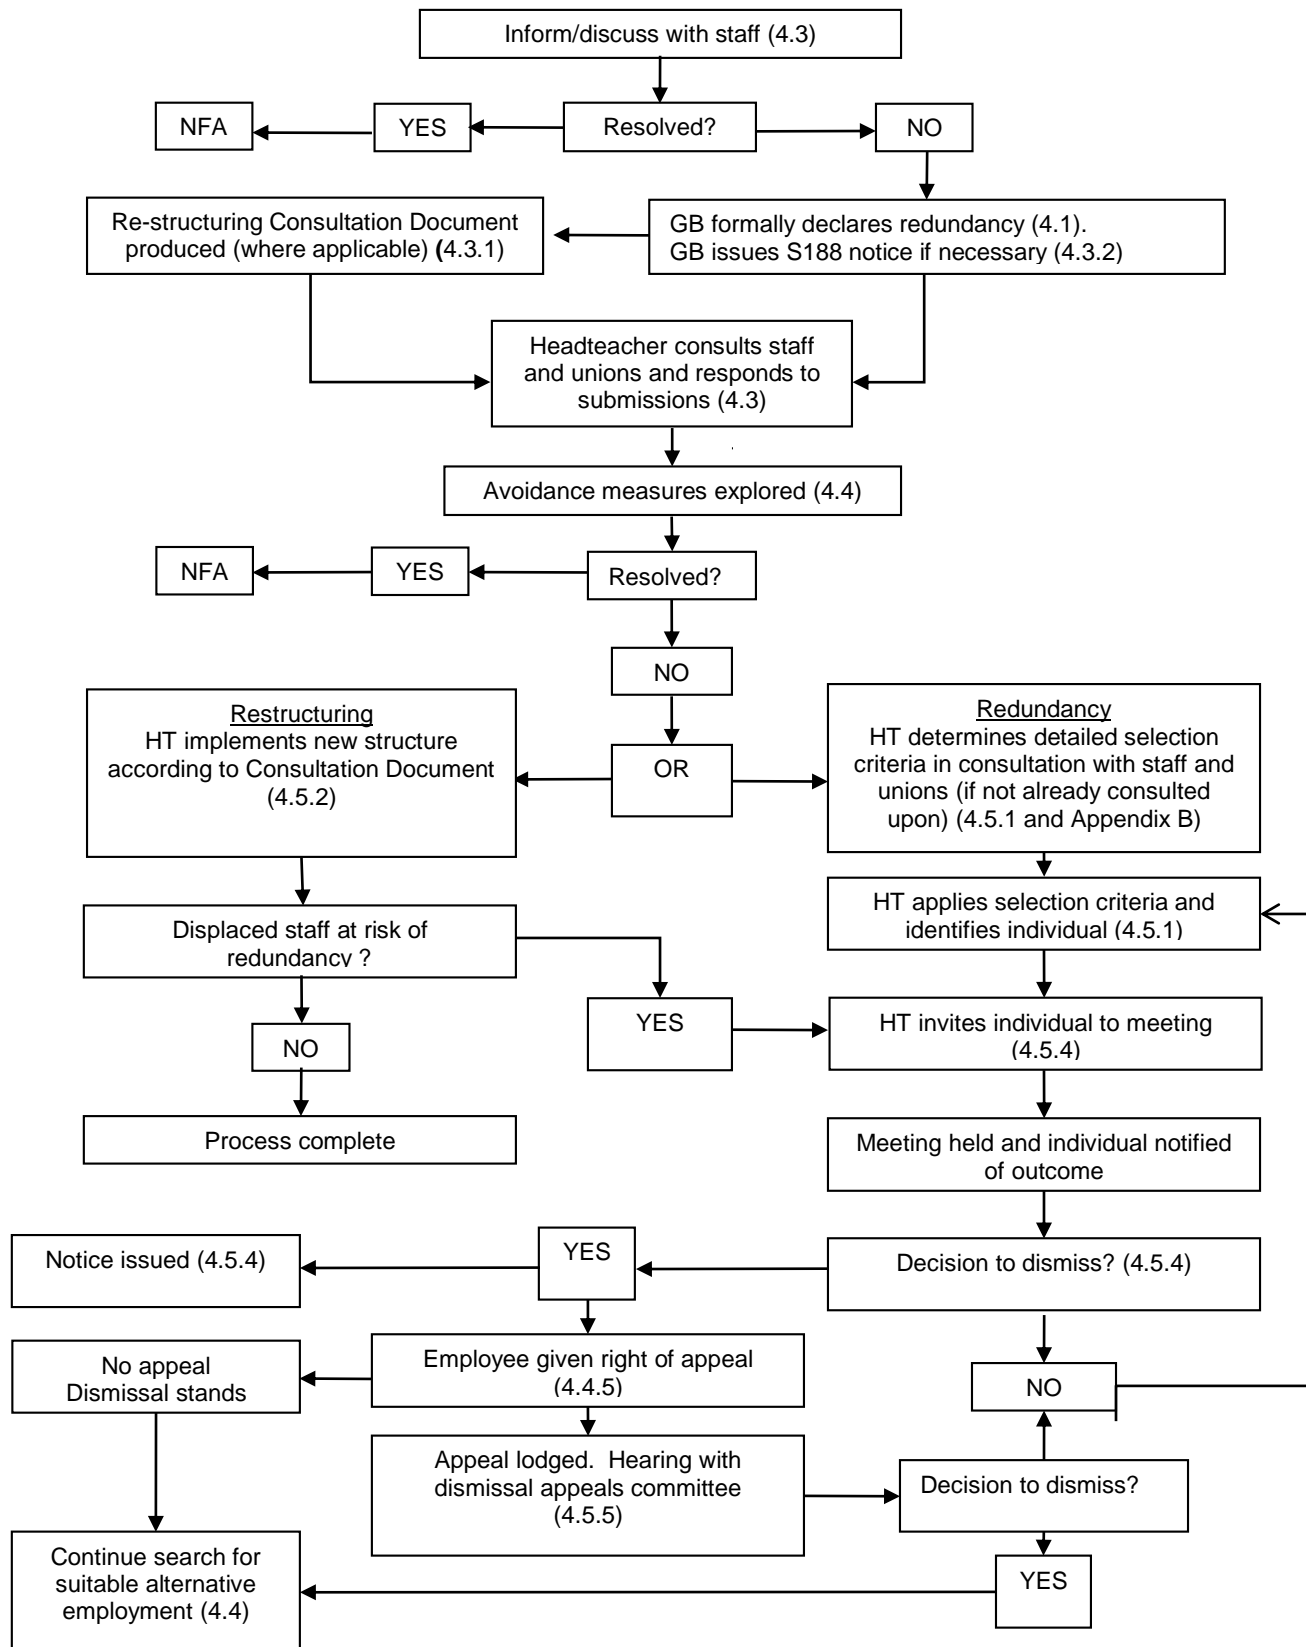 Inform/discuss with staff (4.3)
NFA
YES
Resolved?
NO
Re-structuring Consultation Document
produced (where applicable) (4.3.1)
GB formally declares redundancy (4.1).
GB issues S188 notice if necessary (4.3.2)
Headteacher consults staff
and unions and responds to
submissions (4.3)
Avoidance measures explored (4.4)
NFA
YES
Resolved?
NO
Restructuring
HT implements new structure
according to Consultation Document
(4.5.2)
OR
Redundancy
HT determines detailed selection
criteria in consultation with staff and
unions (if not already consulted
upon) (4.5.1 and Appendix B)
Displaced staff at risk of
redundancy ?
HT applies selection criteria and
identifies individual (4.5.1)
NO
YES
HT invites individual to meeting
(4.5.4)
Process complete
Meeting held and individual notified
of outcome
Notice issued (4.5.4)
YES
Decision to dismiss? (4.5.4)
No appeal
Dismissal stands
Employee given right of appeal
(4.4.5)
NO
Appeal lodged.  Hearing with
dismissal appeals committee
(4.5.5)
Decision to dismiss?
Continue search for
suitable alternative
employment (4.4)
YES